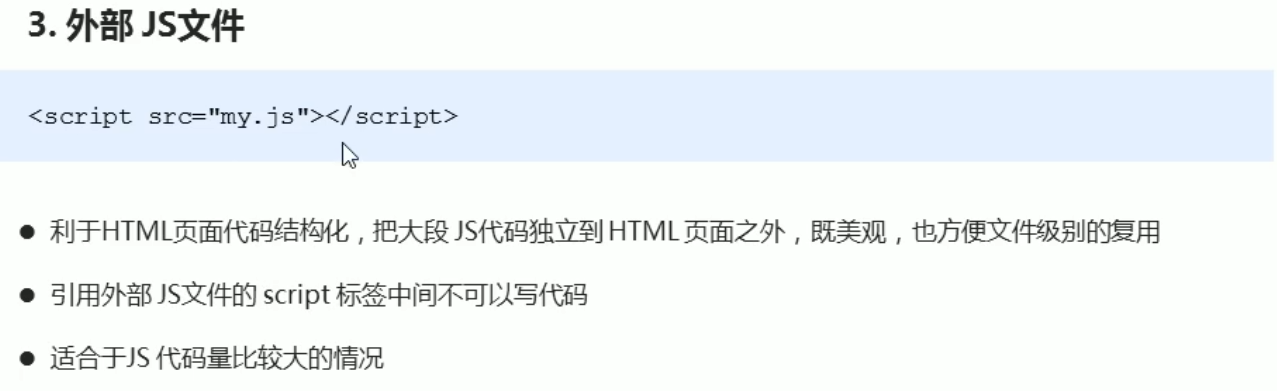 3. 外部 JS文件
<script src="my.js"></script>
● 利于HTML页面代码结构化，把大段 JS代码独立到 HTML 页面之外，既美观，也方便文件级别的复用
● 引用外部 JS文件的 script 标签中间不可以写代码
● 适合于JS 代码量比较大的情况